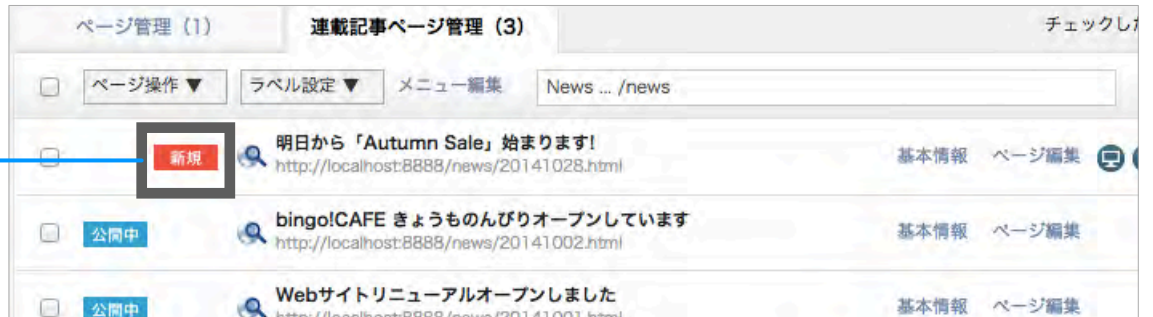 ページ管理（1）
連載記事ページ管理（3）
チェックした
ページ操作 ▼
ラベル設定 ▼
メニュー編集
News ... /news
新規
明日から「Autumn Sale」始まります!
http://localhost:8888/news/20141028.html
基本情報
ページ編集
公開中
bingo!CAFE きょうものんびりオープンしています
http://localhost:8888/news/20141002.html
基本情報
ページ編集
公開中
Webサイトリニューアルオープンしました
http://localhost:8888/news/20141001.html
基本情報
ページ編集